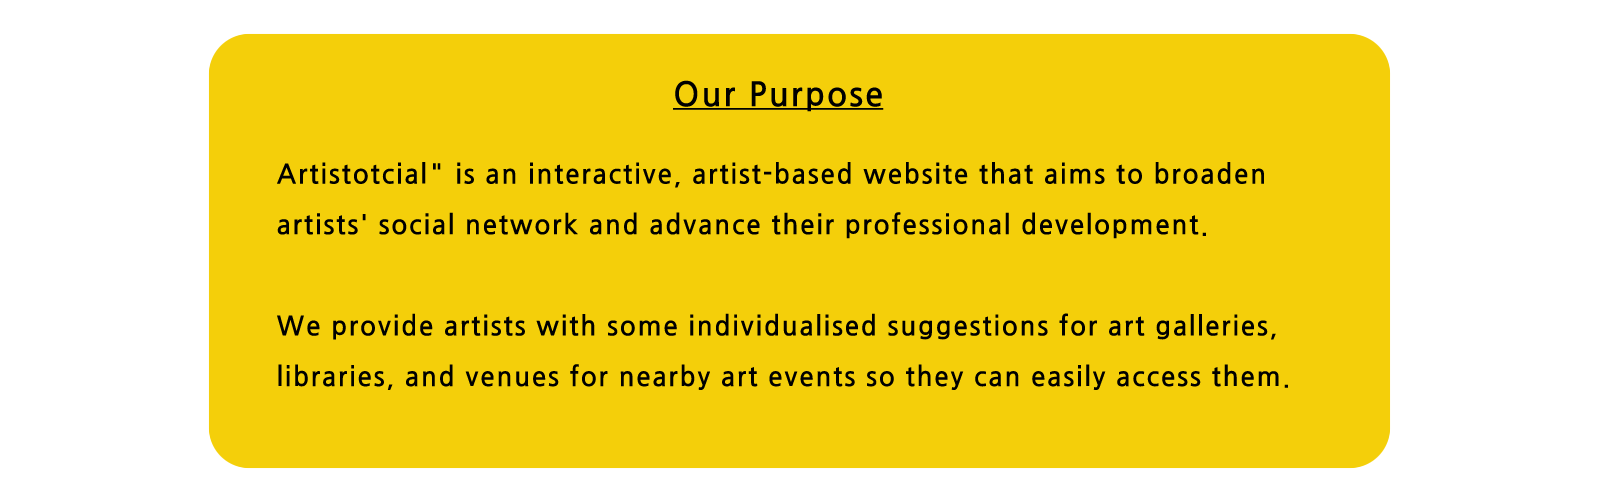 Our Purpose
Artistotcial" is an interactive, artist-based website that aims to broaden
artists' social network and advance their professional development.
We provide artists with some individualised suggestions for art galleries,
libraries, and venues for nearby art events so they can easily access them.